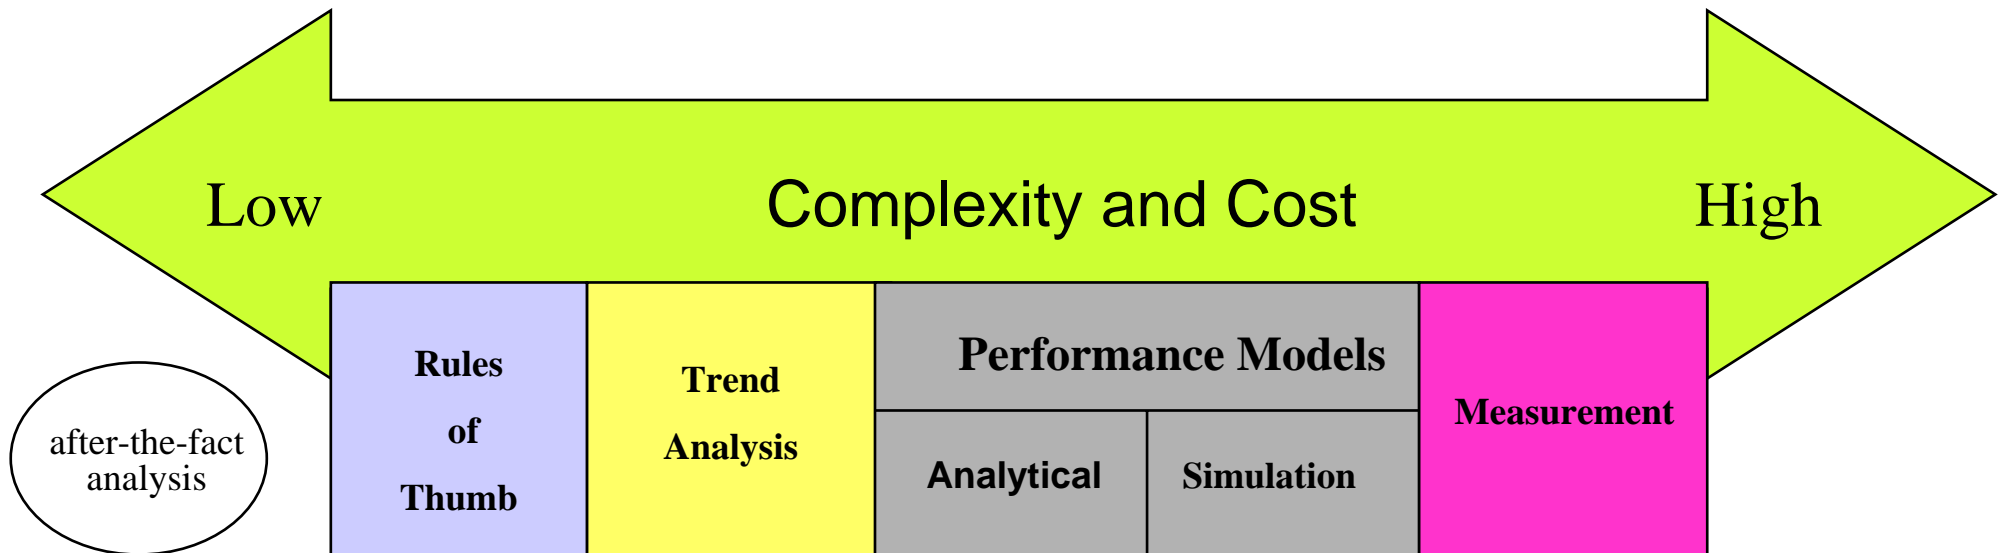 Low
Complexity and Cost
High
after-the-fact
analysis
Rules
of
Thumb
Trend
Analysis
Performance Models
Analytical
Simulation
Measurement